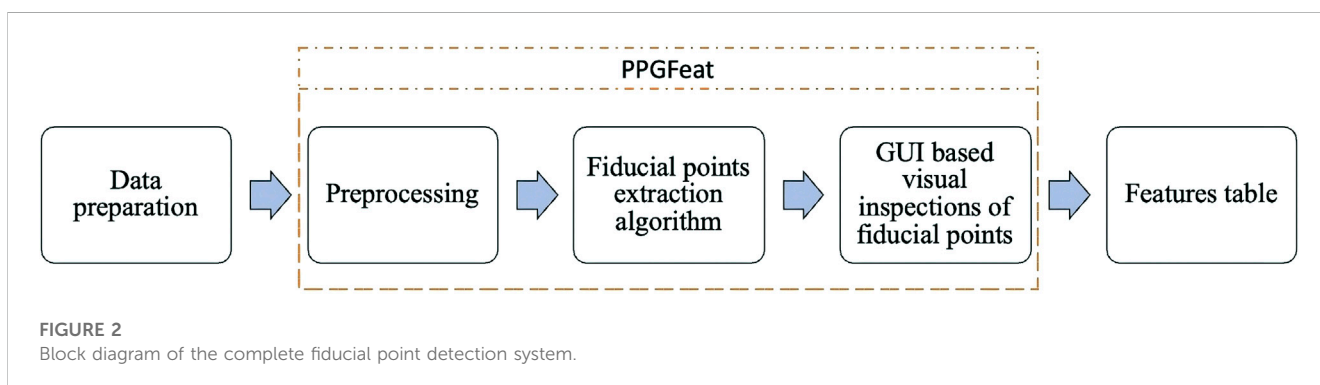 PPGFeat
Data
preparation
Preprocessing
Fiducial points
extraction
algorithm
GUI based
visual
inspections of
fiducial points
Features table
FIGURE 2
Block diagram of the complete fiducial point detection system.